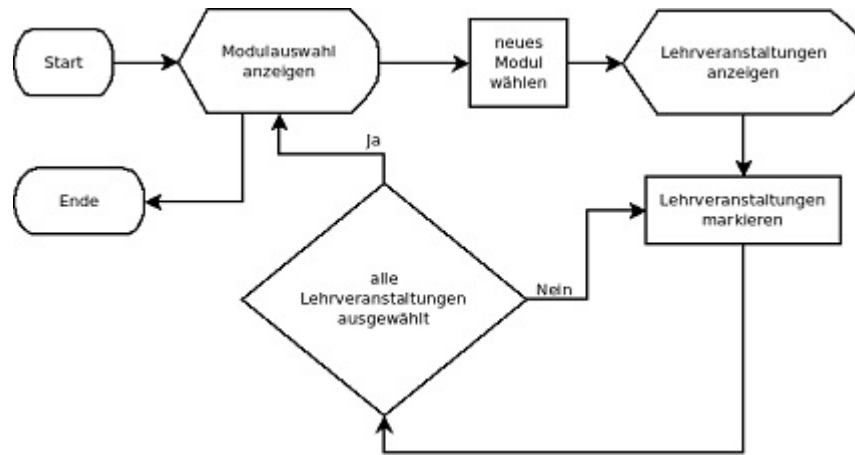 Start
Modulauswahl
anzeigen
neues
Modul
wählen
Lehrveranstaltungen
anzeigen
Ja
Ende
Lehrveranstaltungen
markieren
alle
Lehrveranstaltungen
ausgewählt
Nein